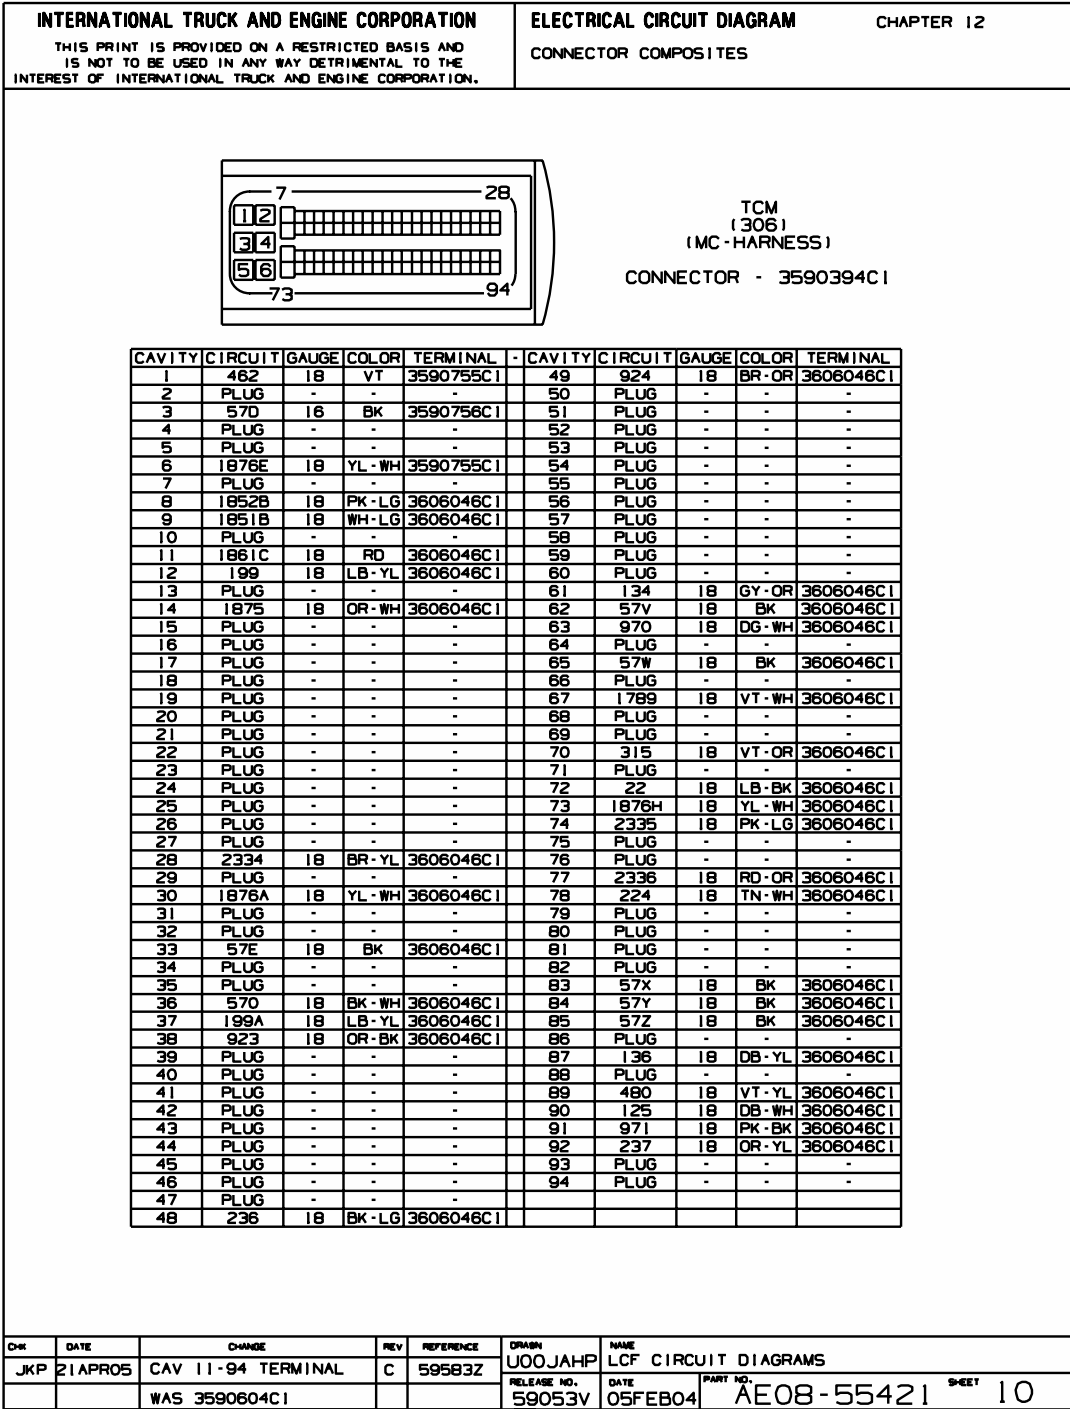 INTERNATIONAL TRUCK AND ENGINE CORPORATION
THIS PRINT IS PROVIDED ON A RESTRICTED BASIS AND
IS NOT TO BE USED IN ANY WAY DETRIMENTAL TO THE
INTEREST OF INTERNATIONAL TRUCK AND ENGINE CORPORATION.
ELECTRICAL CIRCUIT DIAGRAM CHAPTER 12
CONNECTOR COMPOSITES
7 28
1 2
3 4
5 6
73 94
TCM
(306)
(MC-HARNESS)
CONNECTOR - 3590394C1
CAVITY CIRCUIT GAUGE COLOR TERMINAL - CAVITY CIRCUIT GAUGE COLOR TERMINAL
1 462 18 VT 3590755C1 49 924 18 BR-OR 3606046C1
2 PLUG - - - 50 PLUG - - -
3 57D 16 BK 3590756C1 51 PLUG - - -
4 PLUG - - - 52 PLUG - - -
5 PLUG - - - 53 PLUG - - -
6 1876E 18 YL-WH 3590755C1 54 PLUG - - -
7 PLUG - - - 55 PLUG - - -
8 1852B 18 PK-LG 3606046C1 56 PLUG - - -
9 1851B 18 WH-LG 3606046C1 57 PLUG - - -
10 PLUG - - - 58 PLUG - - -
11 1861C 18 RD 3606046C1 59 PLUG - - -
12 199 18 LB-YL 3606046C1 60 PLUG - - -
13 PLUG - - - 61 134 18 GY-OR 3606046C1
14 1875 18 OR-WH 3606046C1 62 57V 18 BK 3606046C1
15 PLUG - - - 63 970 18 DG-WH 3606046C1
16 PLUG - - - 64 PLUG - - -
17 PLUG - - - 65 57W 18 BK 3606046C1
18 PLUG - - - 66 PLUG - - -
19 PLUG - - - 67 1789 18 VT-WH 3606046C1
20 PLUG - - - 68 PLUG - - -
21 PLUG - - - 69 PLUG - - -
22 PLUG - - - 70 315 18 VT-OR 3606046C1
23 PLUG - - - 71 PLUG - - -
24 PLUG - - - 72 22 18 LB-BK 3606046C1
25 PLUG - - - 73 1876H 18 YL-WH 3606046C1
26 PLUG - - - 74 2335 18 PK-LG 3606046C1
27 PLUG - - - 75 PLUG - - -
28 2334 18 BR-YL 3606046C1 76 PLUG - - -
29 PLUG - - - 77 2336 18 RD-OR 3606046C1
30 1876A 18 YL-WH 3606046C1 78 224 18 TN-WH 3606046C1
31 PLUG - - - 79 PLUG - - -
32 PLUG - - - 80 PLUG - - -
33 57E 18 BK 3606046C1 81 PLUG - - -
34 PLUG - - - 82 PLUG - - -
35 PLUG - - - 83 57X 18 BK 3606046C1
36 570 18 BK-WH 3606046C1 84 57Y 18 BK 3606046C1
37 199A 18 LB-YL 3606046C1 85 57Z 18 BK 3606046C1
38 923 18 OR-BK 3606046C1 86 PLUG - - -
39 PLUG - - - 87 136 18 DB-YL 3606046C1
40 PLUG - - - 88 PLUG - - -
41 PLUG - - - 89 480 18 VT-YL 3606046C1
42 PLUG - - - 90 125 18 DB-WH 3606046C1
43 PLUG - - - 91 971 18 PK-BK 3606046C1
44 PLUG - - - 92 237 18 OR-YL 3606046C1
45 PLUG - - - 93 PLUG - - -
46 PLUG - - - 94 PLUG - - -
47 PLUG - - -
48 236 18 BK-LG 3606046C1
CHK DATE CHANGE REV REFERENCE DRAWN NAME
JKP 21APR05 CAV 11-94 TERMINAL C 59583Z U00JAHP LCF CIRCUIT DIAGRAMS
WAS 3590604C1 RELEASE NO. 59053V DATE 05FEB04 PART NO. AE08-55421 SHEET 10